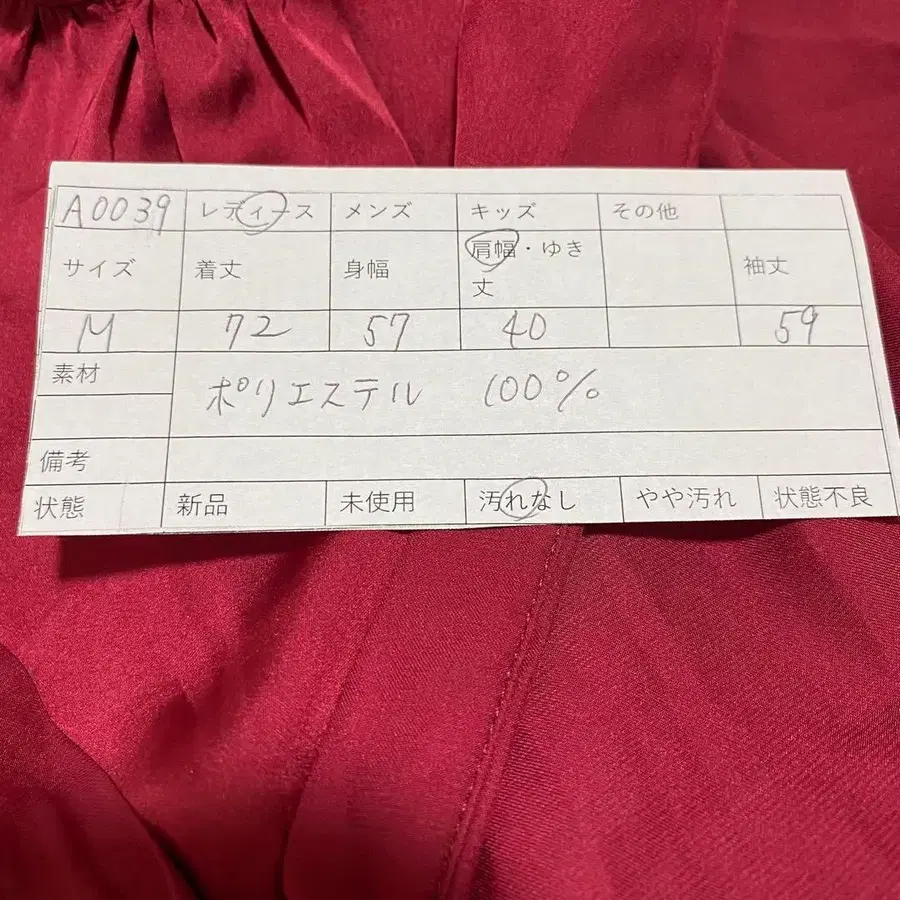 A0039 レディース メンズ キッズ その他
サイズ 着丈 身幅 肩幅・ゆき丈 袖丈
M 72 57 40 59
素材 ポリエステル 100%
備考
状態 新品 未使用 汚れなし やや汚れ 状態不良